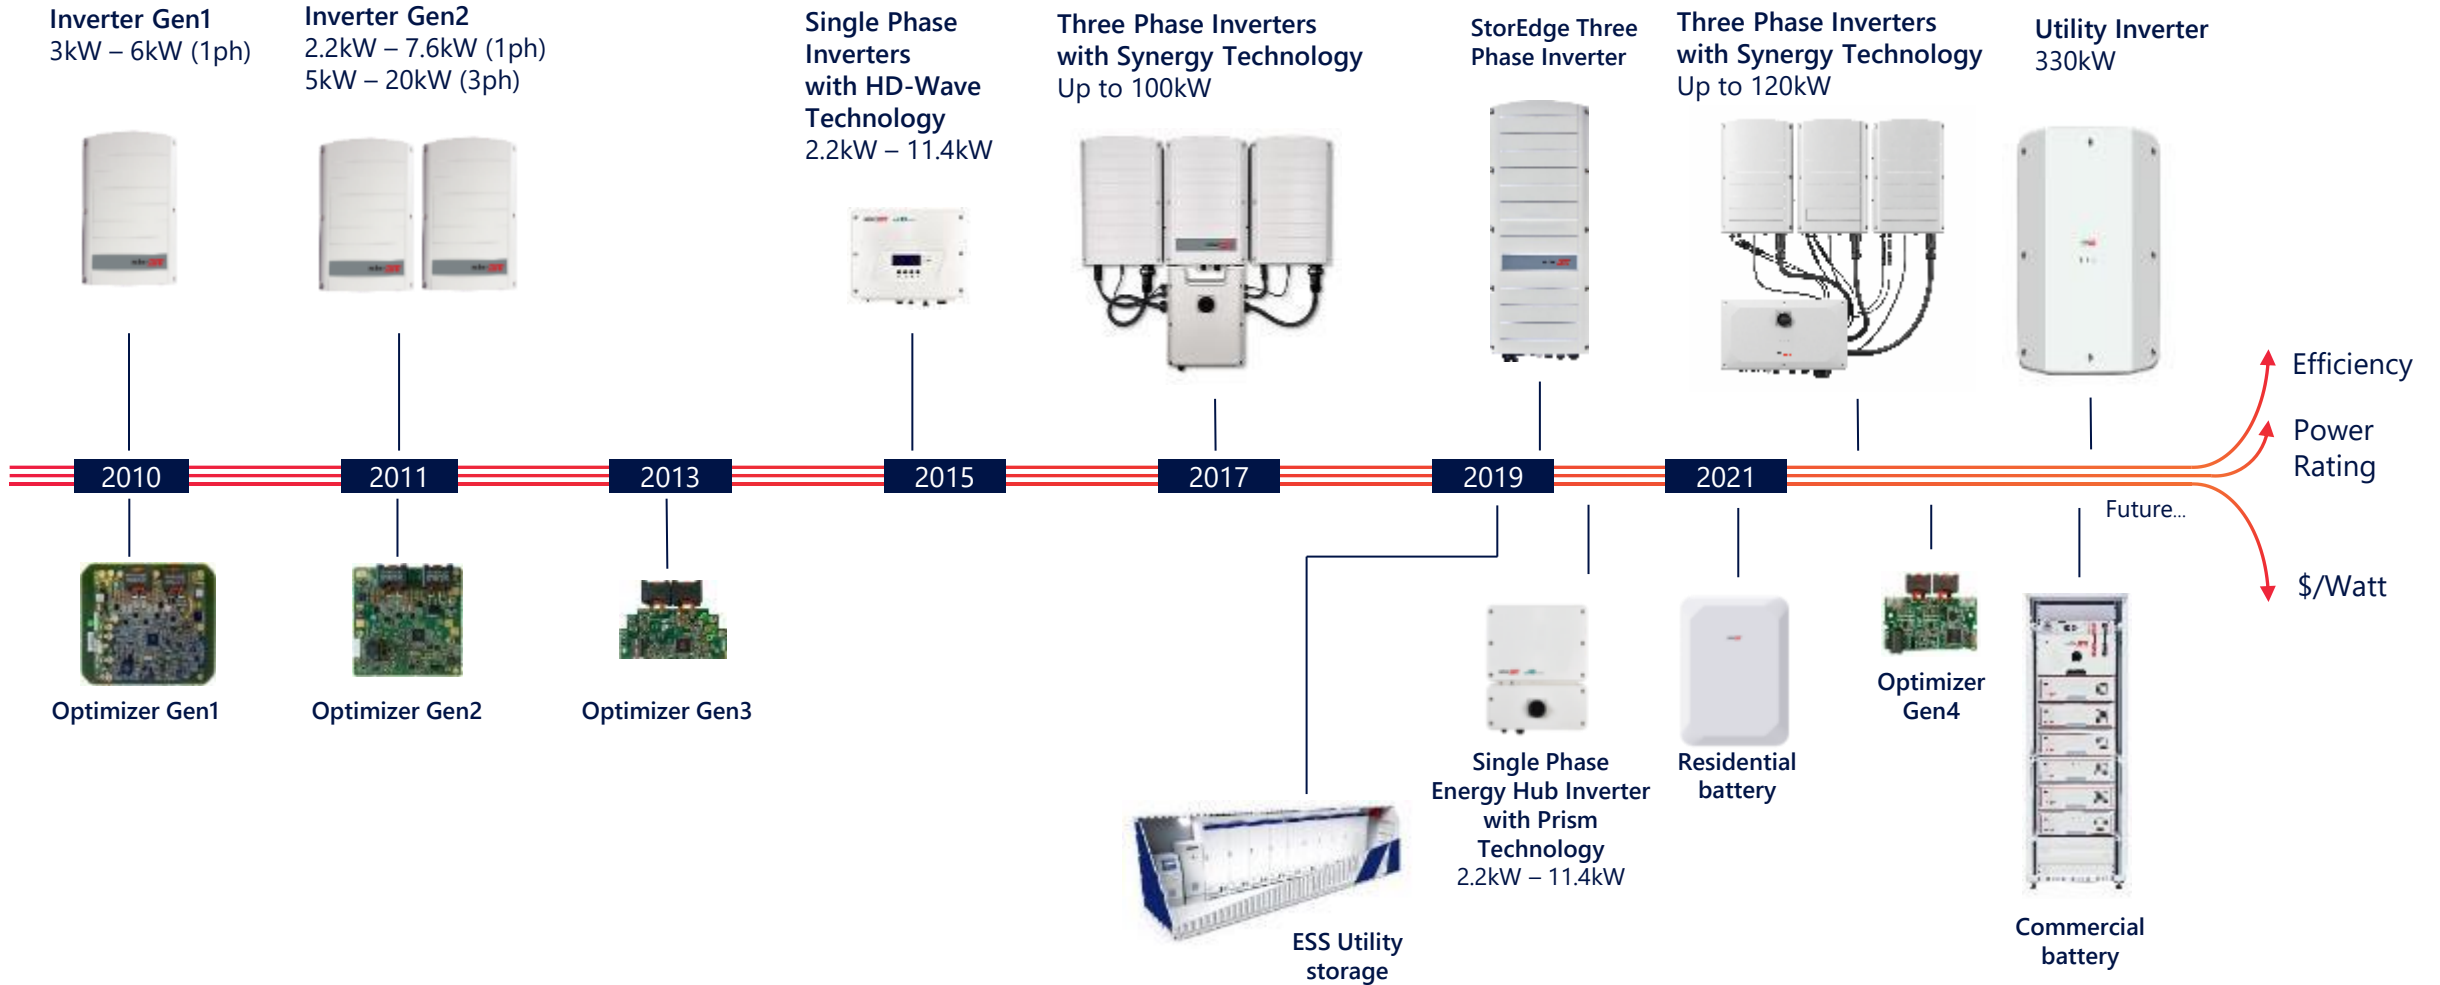 Inverter Gen1
3kW – 6kW (1ph)
Inverter Gen2
2.2kW – 7.6kW (1ph)
5kW – 20kW (3ph)
Single Phase
Inverters
with HD-Wave
Technology
2.2kW – 11.4kW
Three Phase Inverters
with Synergy Technology
Up to 100kW
StorEdge Three
Phase Inverter
Three Phase Inverters
with Synergy Technology
Up to 120kW
Utility Inverter
330kW
Efficiency
Power
Rating
2010
2011
2013
2015
2017
2019
2021
Future...
$/Watt
Optimizer Gen1
Optimizer Gen2
Optimizer Gen3
ESS Utility
storage
Single Phase
Energy Hub Inverter
with Prism
Technology
2.2kW – 11.4kW
Residential
battery
Optimizer
Gen4
Commercial
battery